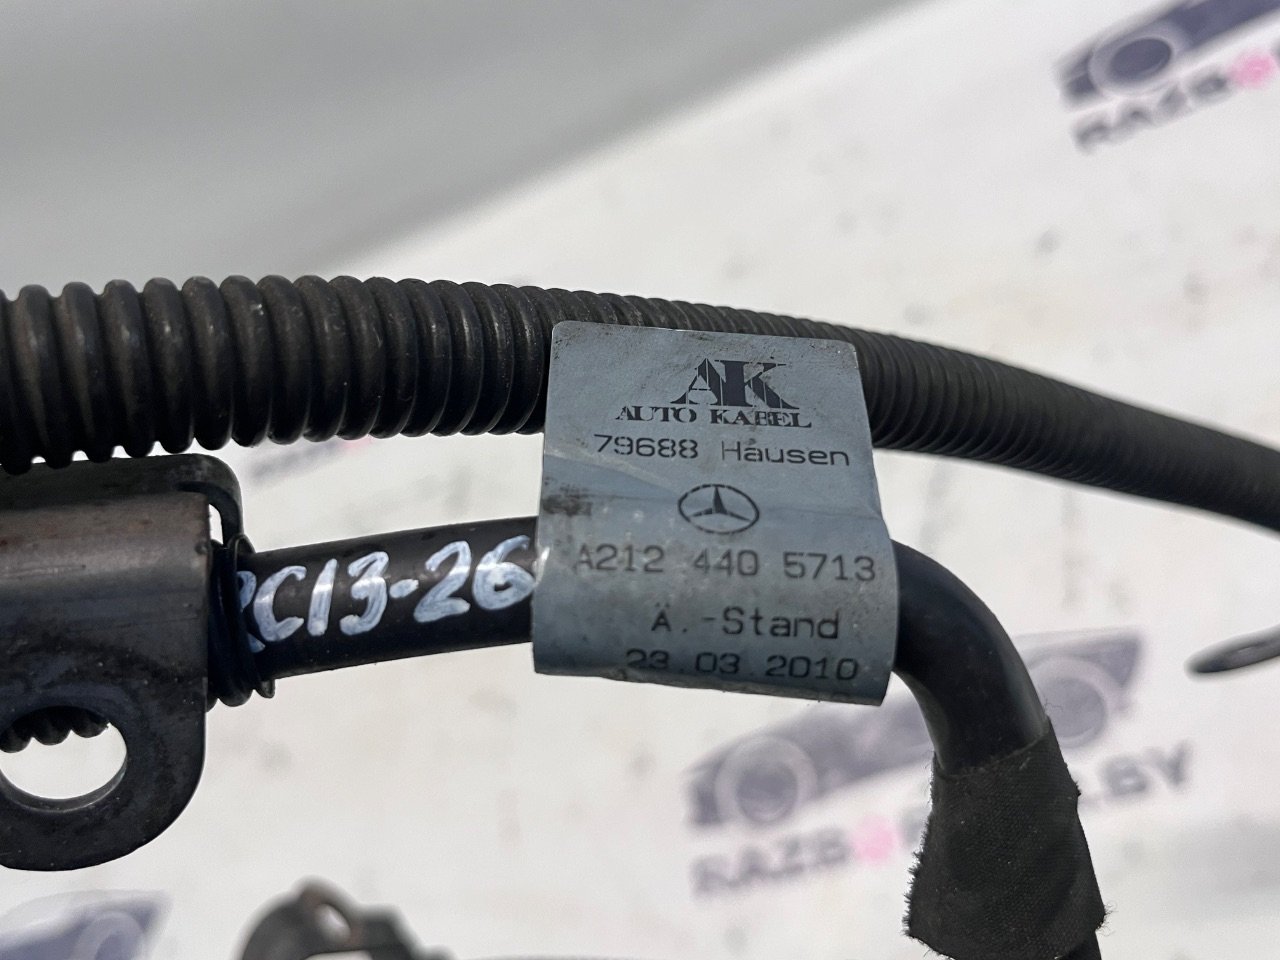 AK
AUTO KABEL
79688 Hausen
A212 440 5713
Ä.-Stand
23.03.2010
RC13-26